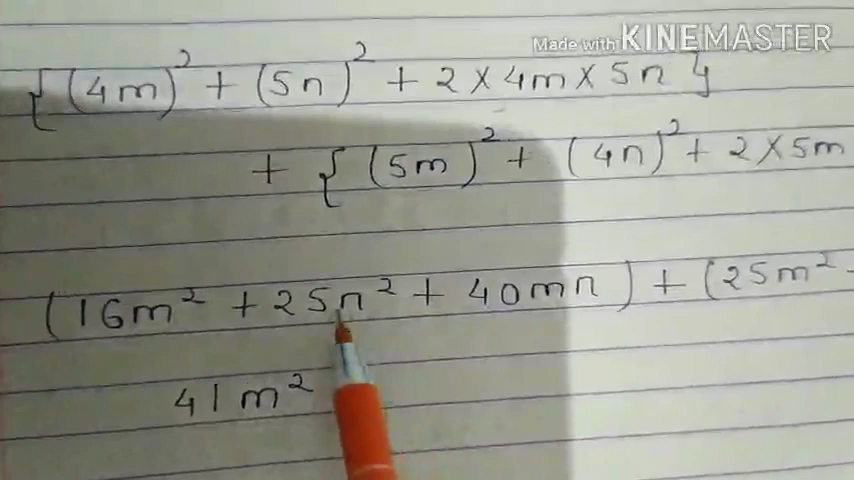 Made with KINEMASTER
{(4m)² + (5n)² + 2 × 4m × 5n}
+ {(5m)² + (4n)² + 2 × 5m
(16m² + 25n² + 40mn) + (25m²
41m²